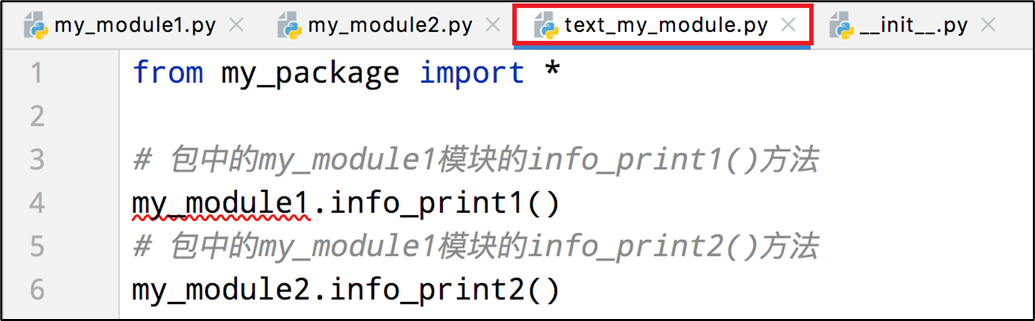 my_module1.py my_module2.py text_my_module.py __init__.py
1 from my_package import *
2
3 # 包中的my_module1模块的info_print1()方法
4 my_module1.info_print1()
5 # 包中的my_module1模块的info_print2()方法
6 my_module2.info_print2()